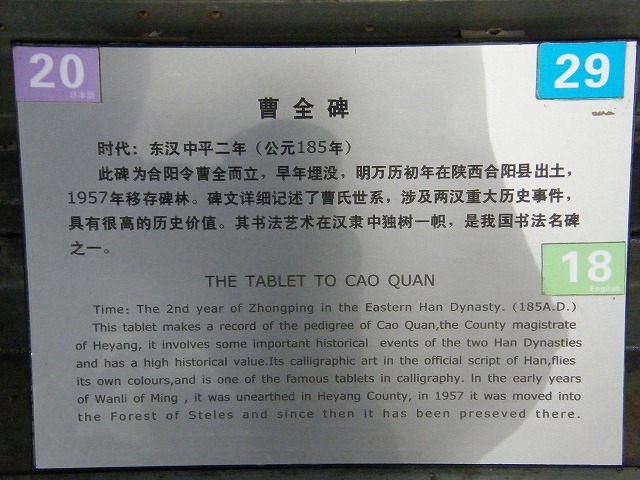 20
日本語
29
曹全碑
时代：东汉中平二年（公元185年）
此碑为合阳令曹全而立，早年埋没，明万历初年在陕西合阳县出土，
1957年移存碑林。碑文详细记述了曹氏世系，涉及两汉重大历史事件，
具有很高的历史价值。其书法艺术在汉隶中独树一帜，是我国书法名碑
之一。
18
English
THE TABLET TO CAO QUAN
Time: The 2nd year of Zhongping in the Eastern Han Dynasty. (185A.D.)
This tablet makes a record of the pedigree of Cao Quan,the County magistrate
of Heyang, it involves some important historical events of the two Han Dynasties
and has a high historical value.Its calligraphic art in the official script of Han,flies
its own colours,and is one of the famous tablets in calligraphy. In the early years
of Wanli of Ming , it was unearthed in Heyang County, in 1957 it was moved into
the Forest of Steles and since then it has been preseved there.